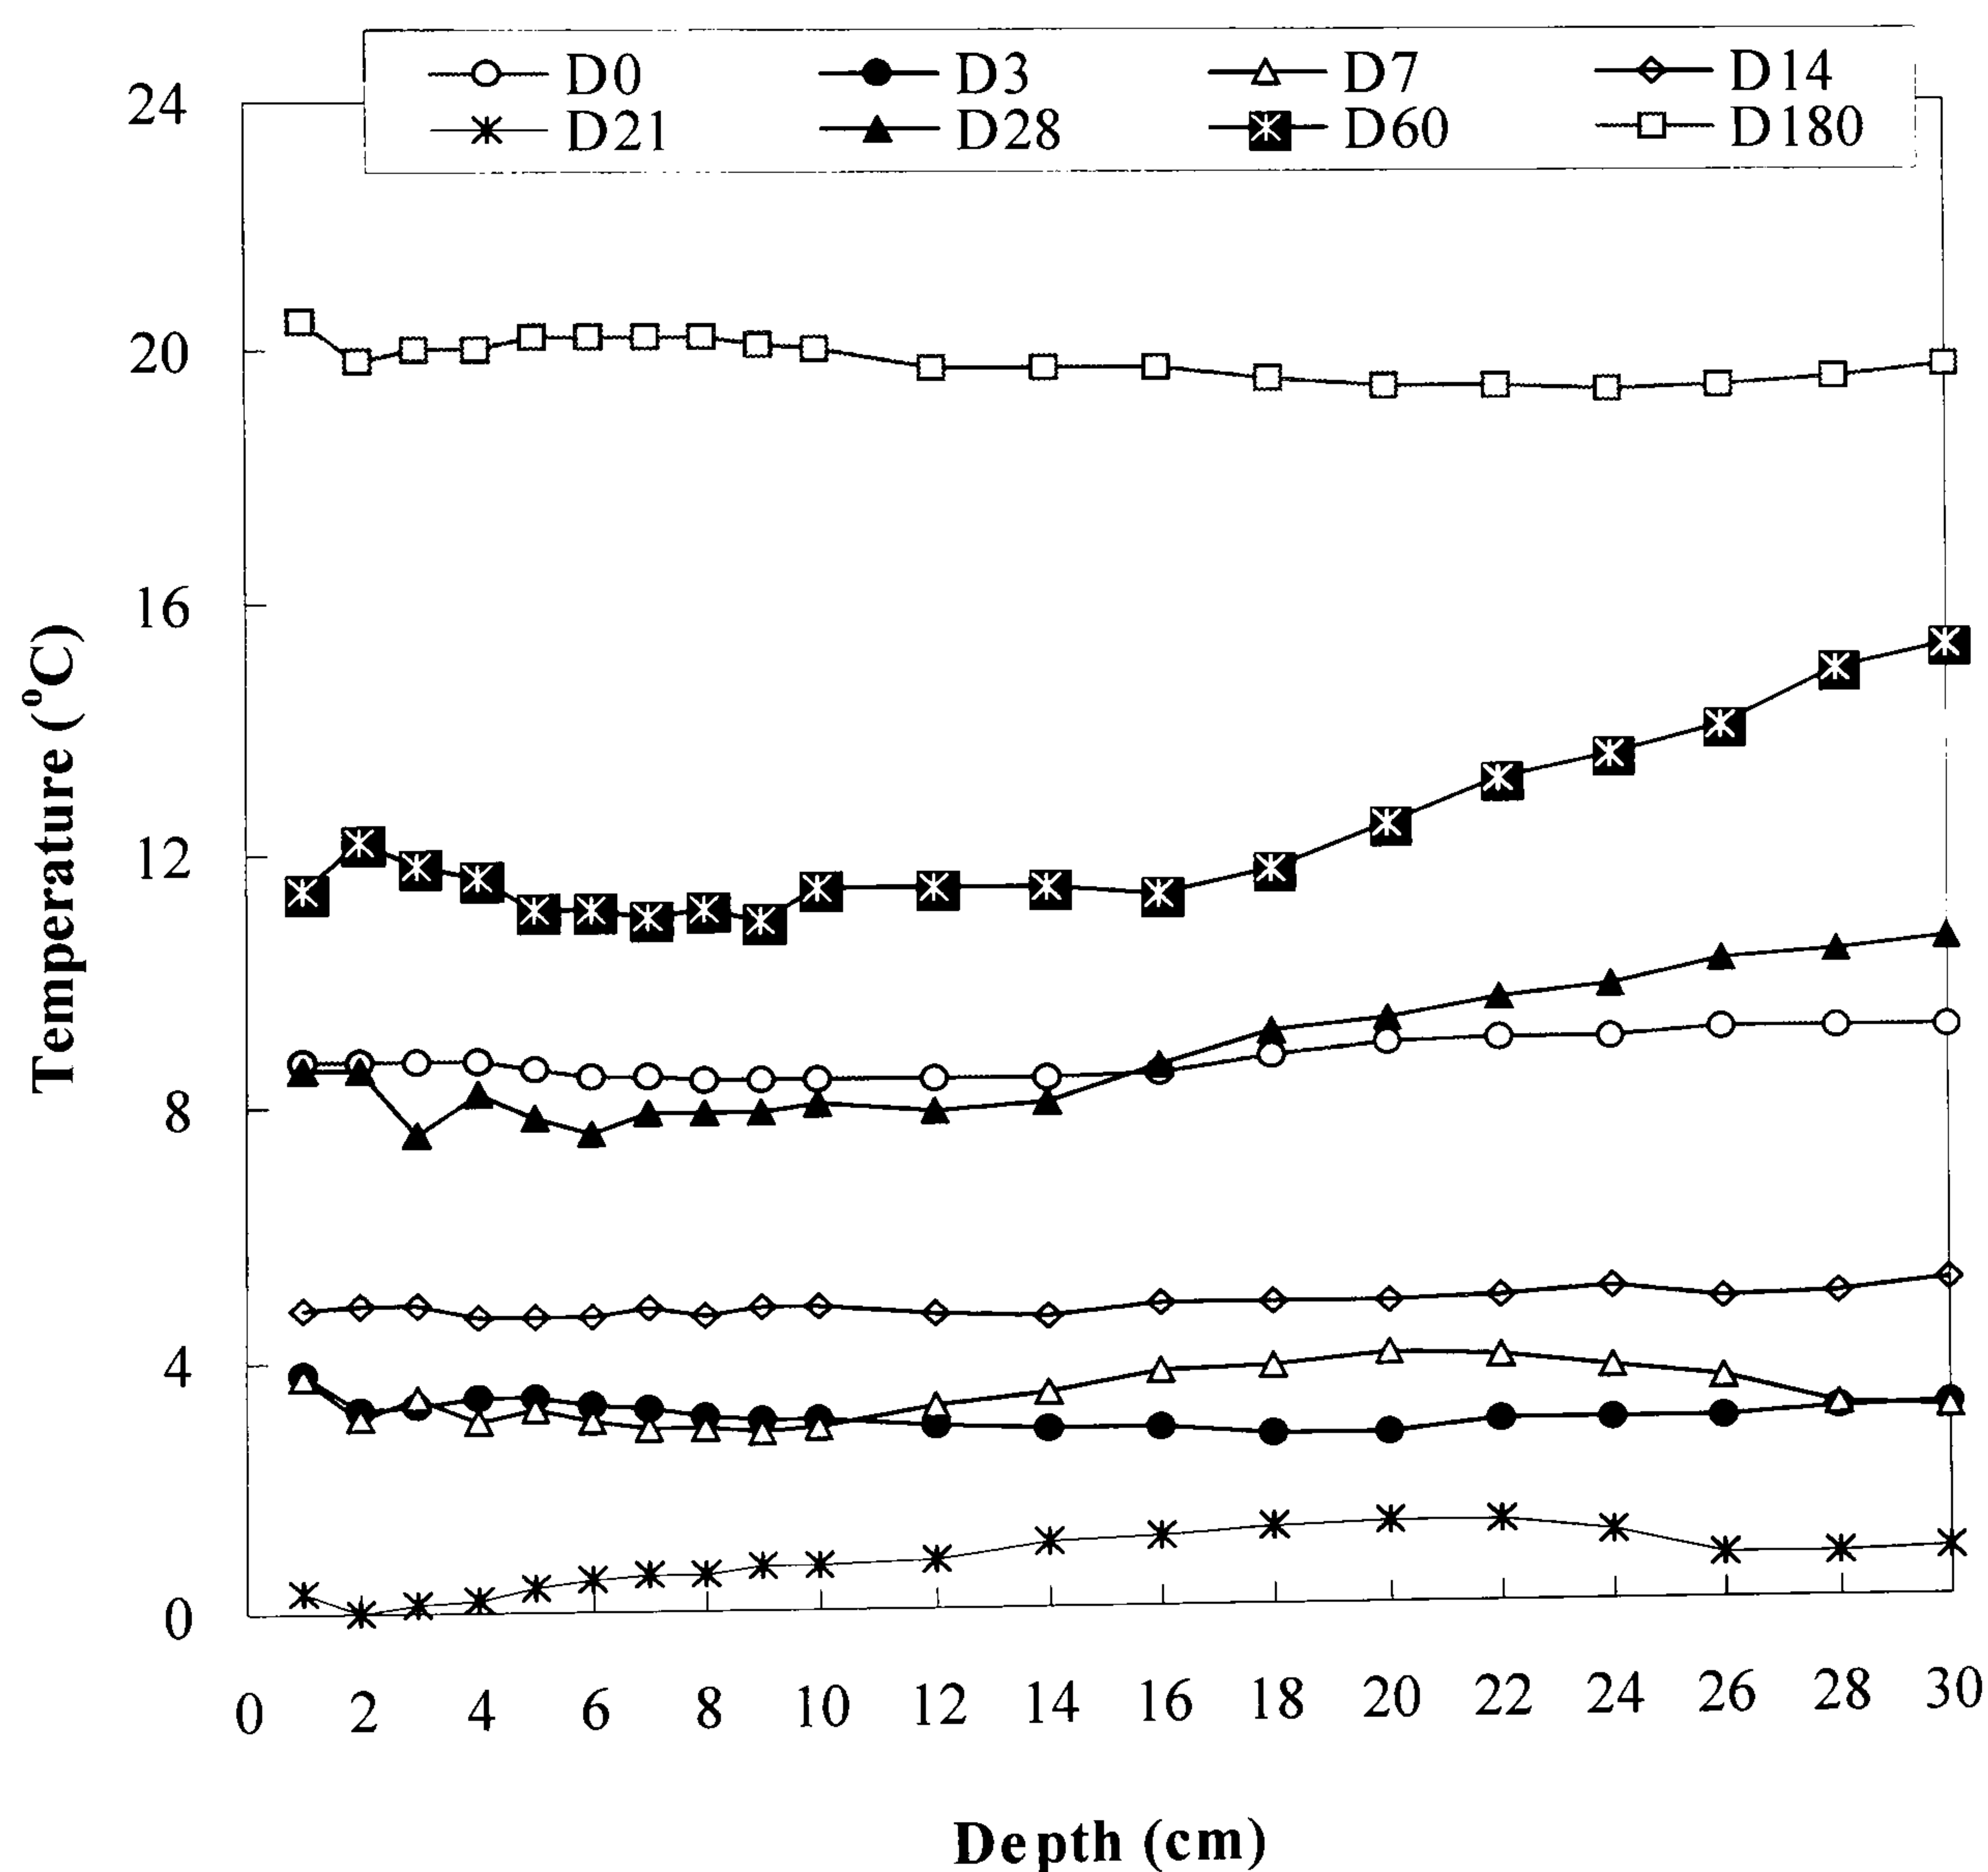 D0 D3 D7 D14
D21 D28 D60 D180
24
20
16
12
8
4
0
Temperature (⁰C)
0 2 4 6 8 10 12 14 16 18 20 22 24 26 28 30
Depth (cm)